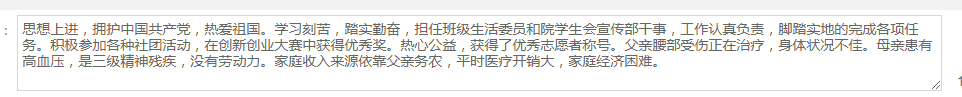 ：思想上进，拥护中国共产党，热爱祖国。学习刻苦，踏实勤奋，担任班级生活委员和院学生会宣传部干事，工作认真负责，脚踏实地的完成各项任
务。积极参加各种社团活动，在创新创业大赛中获得优秀奖。热心公益，获得了优秀志愿者称号。父亲腰部受伤正在治疗，身体状况不佳。母亲患有
高血压，是三级精神残疾，没有劳动力。家庭收入来源依靠父亲务农，平时医疗开销大，家庭经济困难。